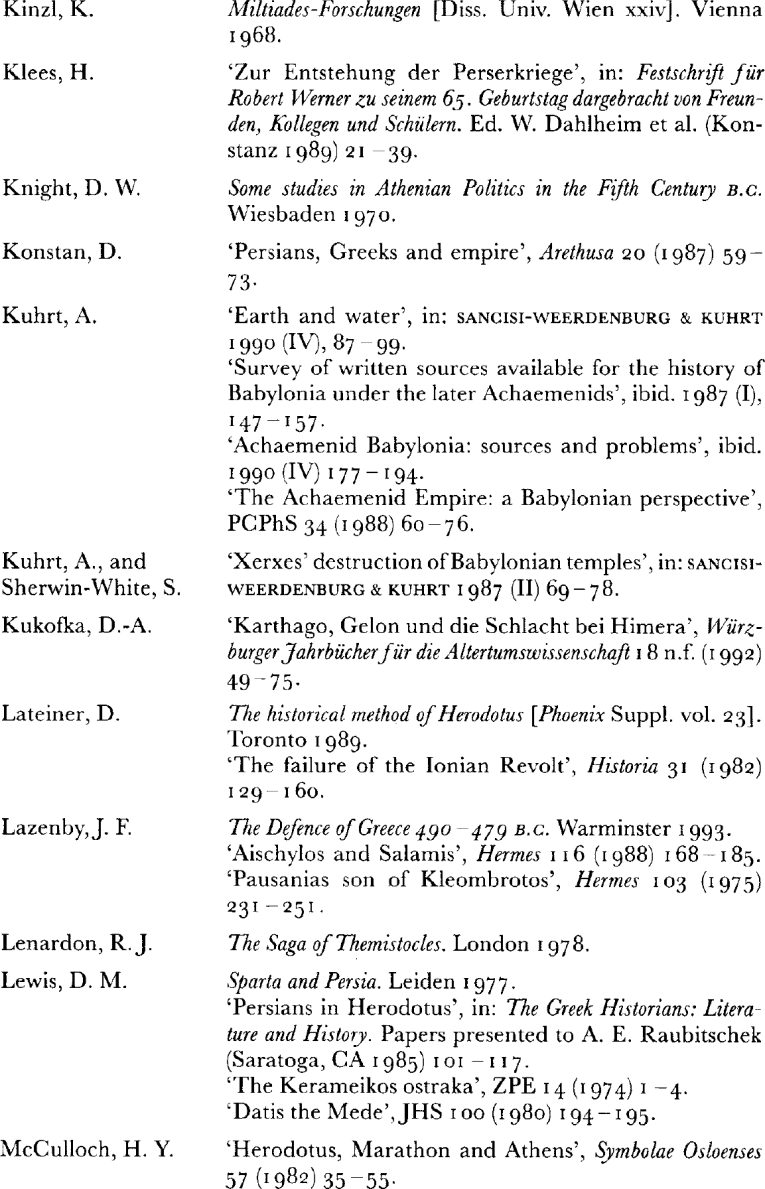 Kinzl, K. Miltiades-Forschungen [Diss. Univ. Wien xxiv]. Vienna
1968.
Klees, H. ‘Zur Entstehung der Perserkriege’, in: Festschrift für
Robert Werner zu seinem 65. Geburtstag dargebracht von Freun-
den, Kollegen und Schülern. Ed. W. Dahlheim et al. (Kon-
stanz 1989) 21–39.
Knight, D. W. Some studies in Athenian Politics in the Fifth Century B.C.
Wiesbaden 1970.
Konstan, D. ‘Persians, Greeks and empire’, Arethusa 20 (1987) 59–
73.
Kuhrt, A. ‘Earth and water’, in: SANCISI-WEERDENBURG & KUHRT
1990 (IV), 87–99.
‘Survey of written sources available for the history of
Babylonia under the later Achaemenids’, ibid. 1987 (I),
147–157.
‘Achaemenid Babylonia: sources and problems’, ibid.
1990 (IV) 177–194.
‘The Achaemenid Empire: a Babylonian perspective’,
PCPhS 34 (1988) 60–76.
Kuhrt, A., and ‘Xerxes’ destruction of Babylonian temples’, in: SANCISI-
Sherwin-White, S. WEERDENBURG & KUHRT 1987 (II) 69–78.
Kukofka, D.-A. ‘Karthago, Gelon und die Schlacht bei Himera’, Würz-
burger Jahrbücher für die Altertumswissenschaft 18 n.f. (1992)
49–75.
Lateiner, D. The historical method of Herodotus [Phoenix Suppl. vol. 23].
Toronto 1989.
‘The failure of the Ionian Revolt’, Historia 31 (1982)
129–160.
Lazenby, J. F. The Defence of Greece 490–479 B.C. Warminster 1993.
‘Aischylos and Salamis’, Hermes 116 (1988) 168–185.
‘Pausanias son of Kleombrotos’, Hermes 103 (1975)
231–251.
Lenardon, R. J. The Saga of Themistocles. London 1978.
Lewis, D. M. Sparta and Persia. Leiden 1977.
‘Persians in Herodotus’, in: The Greek Historians: Litera-
ture and History. Papers presented to A. E. Raubitschek
(Saratoga, CA 1985) 101–117.
‘The Kerameikos ostraka’, ZPE 14 (1974) 1–4.
‘Datis the Mede’, JHS 100 (1980) 194–195.
McCulloch, H. Y. ‘Herodotus, Marathon and Athens’, Symbolae Osloenses
57 (1982) 35–55.